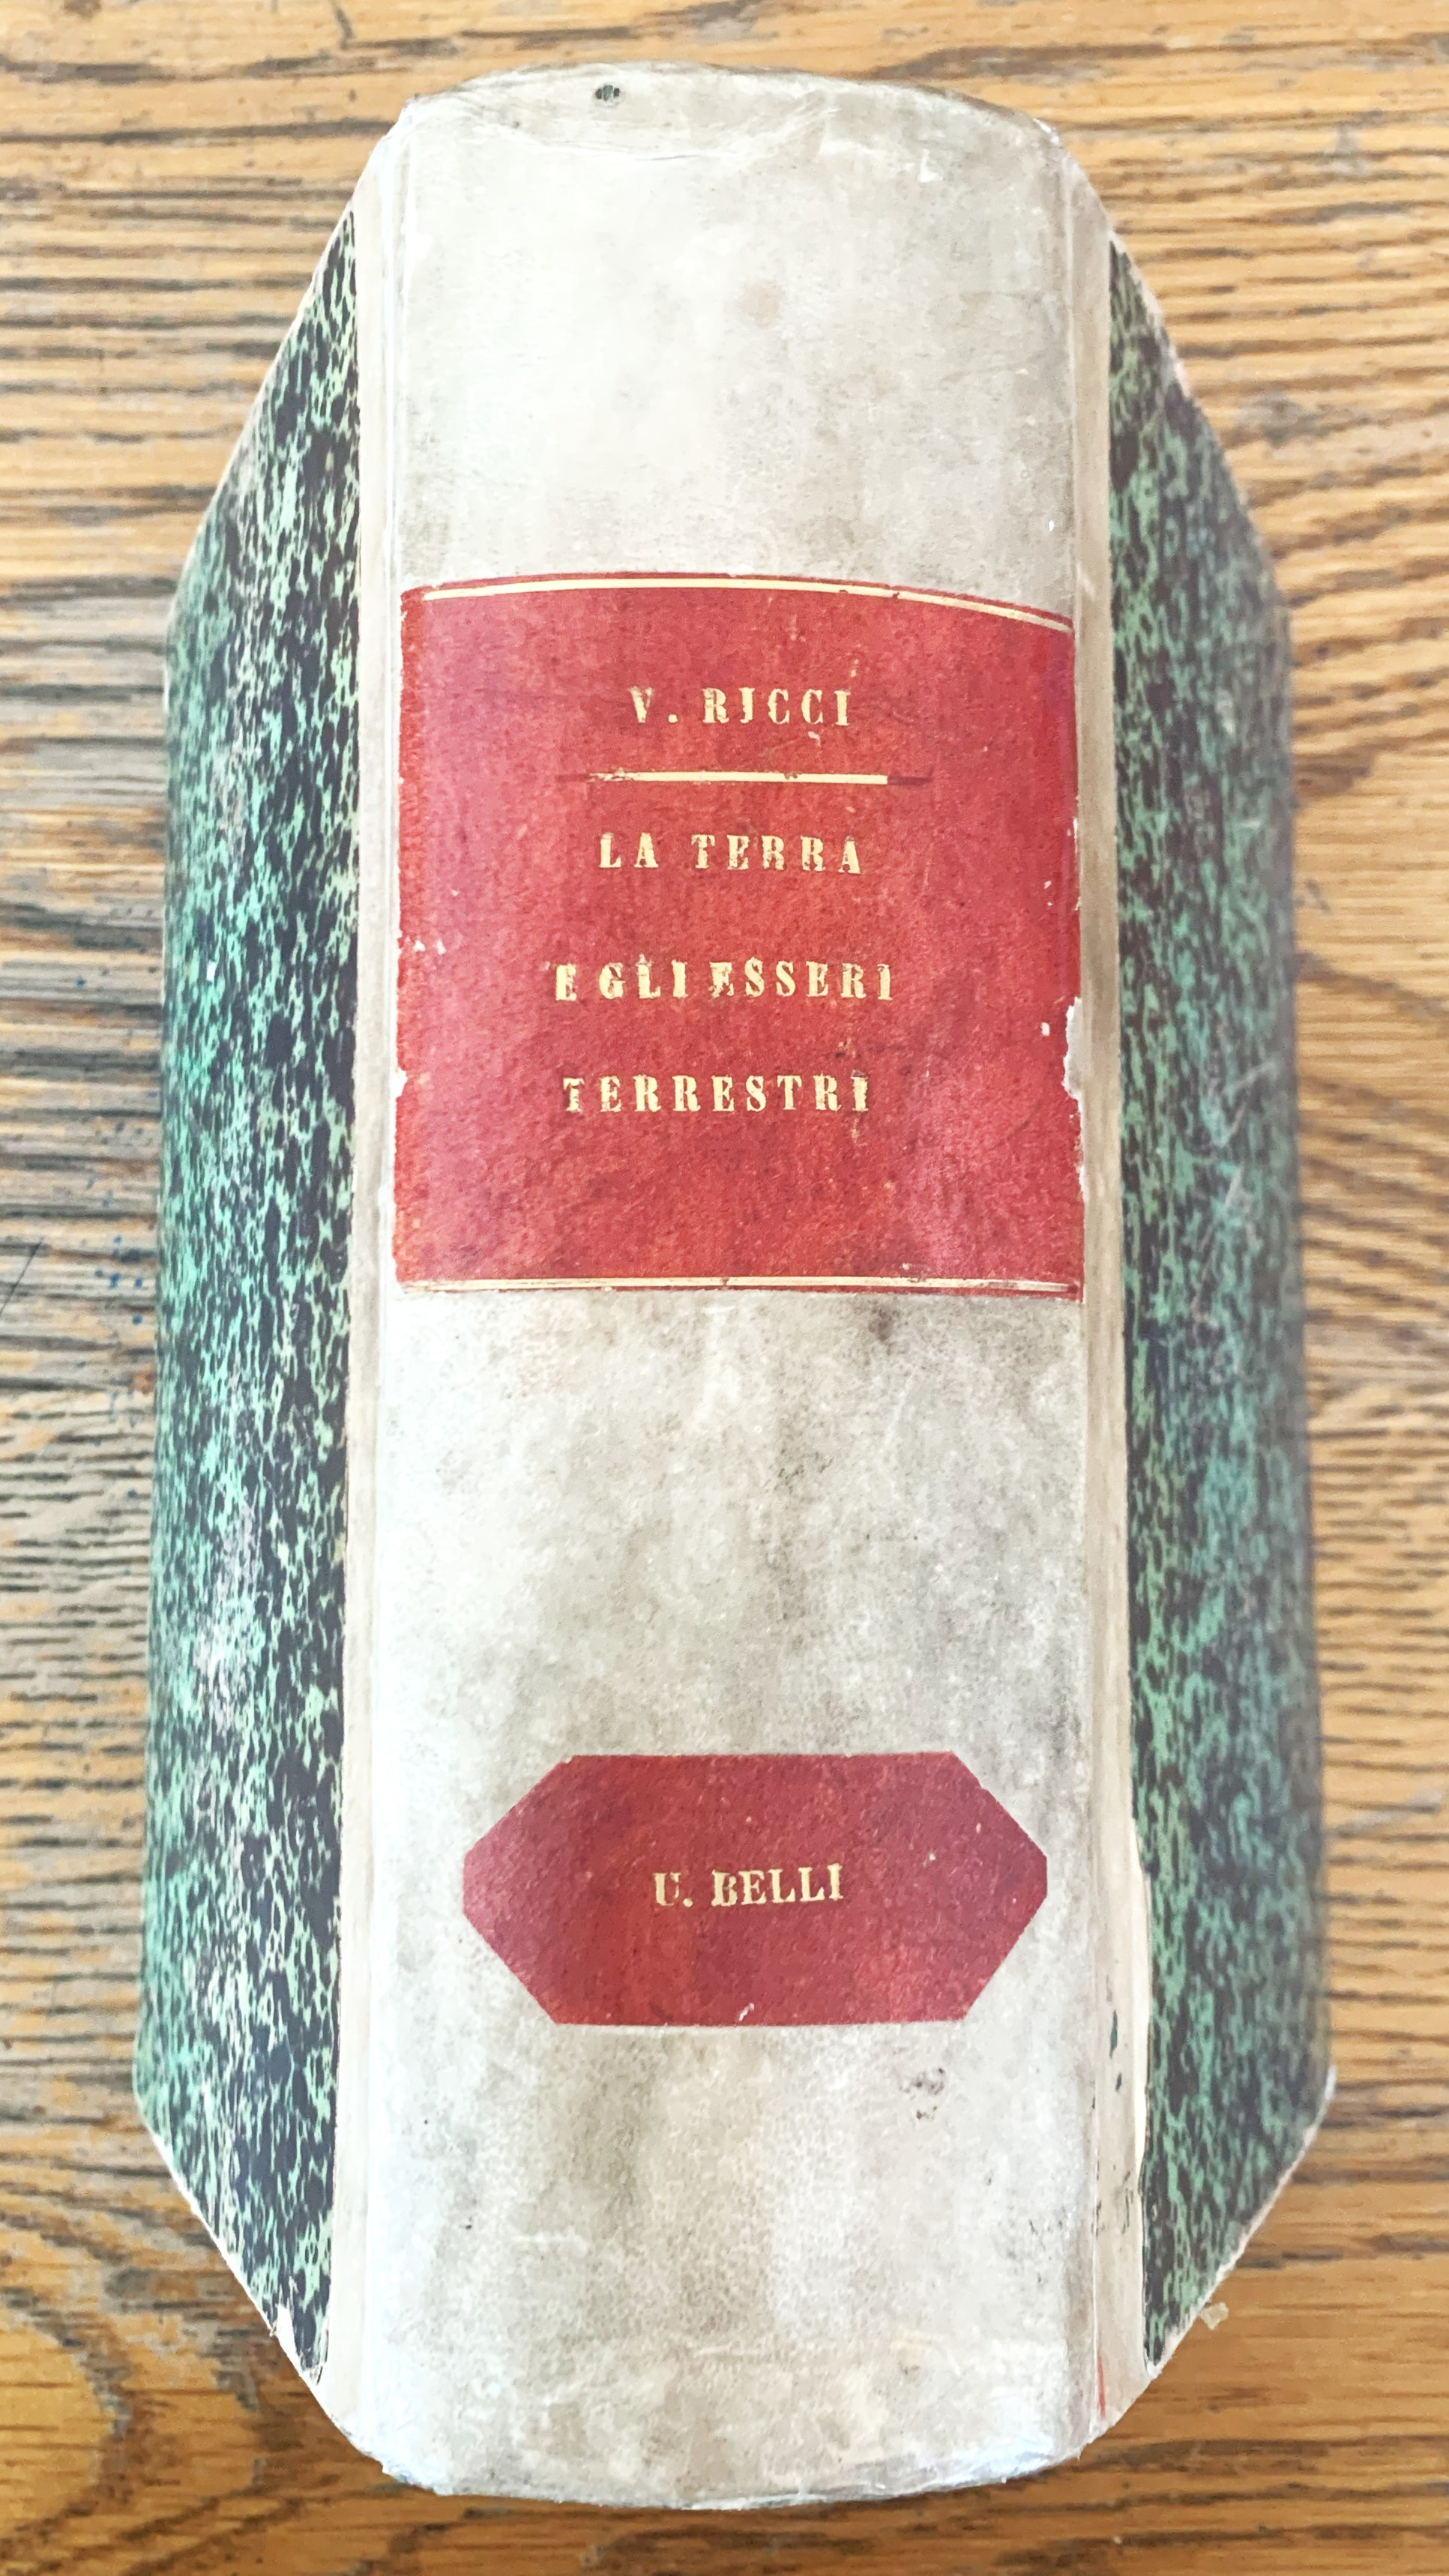 V. RICCI
LA TERRA
E GLI ESSERI
TERRESTRI
U. BELLI